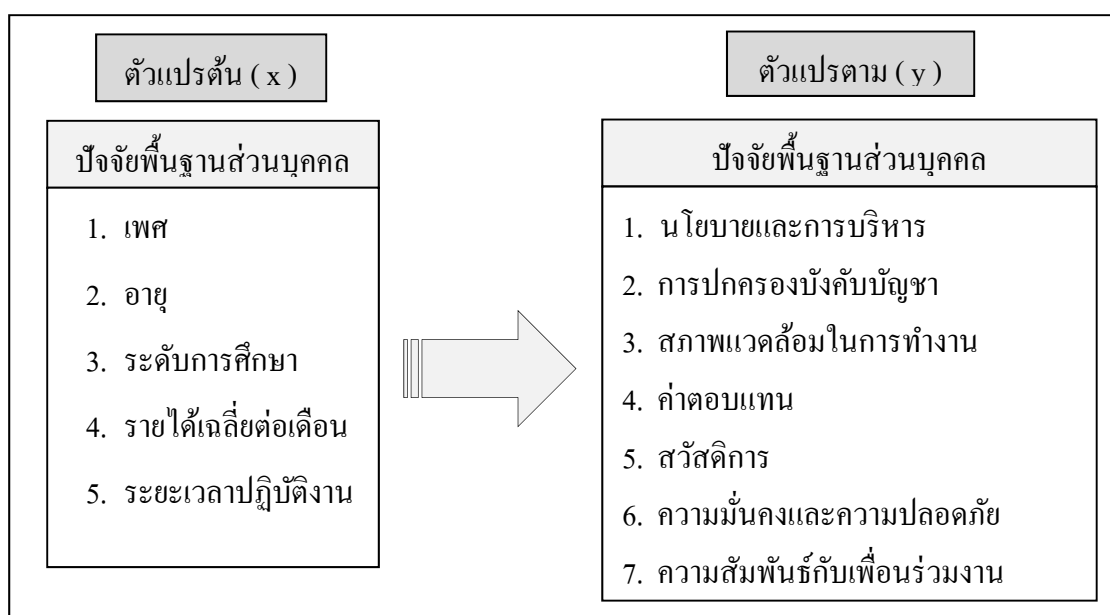 ตัวแปรต้น ( x )
ปัจจัยพื้นฐานส่วนบุคคล
1. เพศ
2. อายุ
3. ระดับการศึกษา
4. รายได้เฉลี่ยต่อเดือน
5. ระยะเวลาปฏิบัติงาน
ตัวแปรตาม ( y )
ปัจจัยพื้นฐานส่วนบุคคล
1. นโยบายและการบริหาร
2. การปกครองบังคับบัญชา
3. สภาพแวดล้อมในการทำงาน
4. ค่าตอบแทน
5. สวัสดิการ
6. ความมั่นคงและความปลอดภัย
7. ความสัมพันธ์กับเพื่อนร่วมงาน